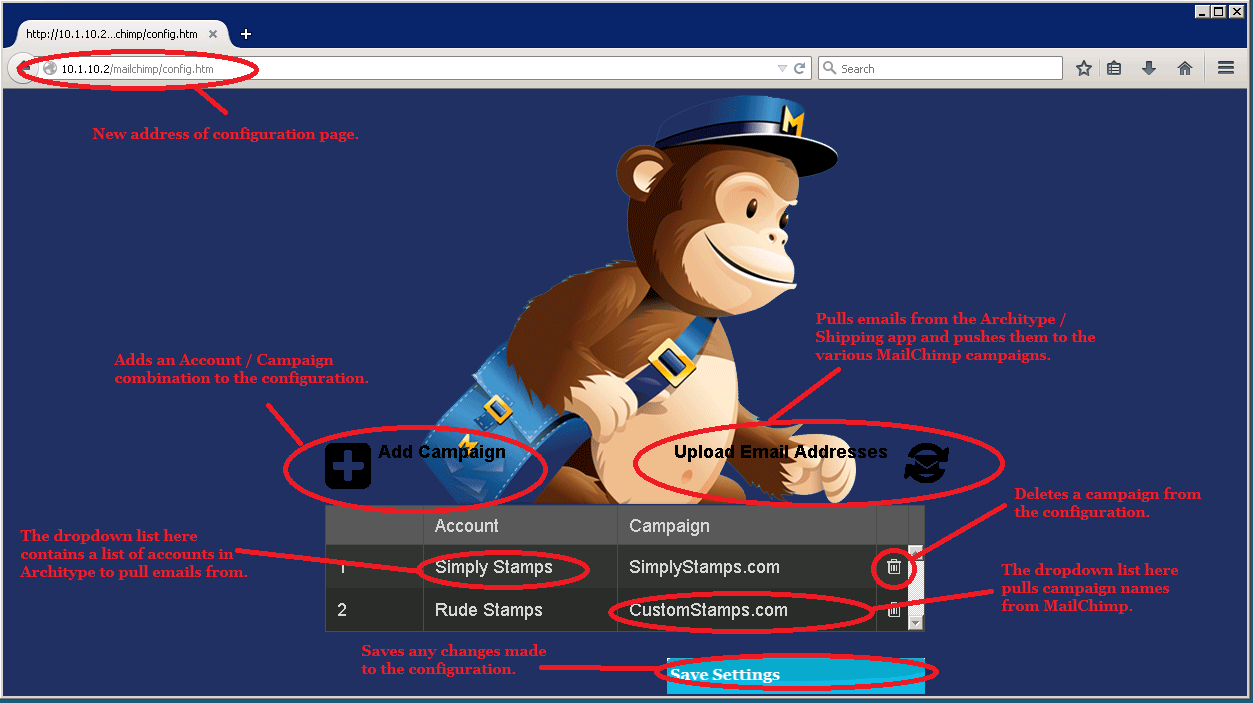 http://10.1.10.2...chimp/config.htm
10.1.10.2/mailchimp/config.htm
Search
New address of configuration page.
M
Pulls emails from the Architype /
Shipping app and pushes them to the
various MailChimp campaigns.
Adds an Account / Campaign
combination to the configuration.
M
Add Campaign
Upload Email Addresses
Deletes a campaign from
the configuration.
Account Campaign
The dropdown list here
contains a list of accounts in
Architype to pull emails from.
1 Simply Stamps SimplyStamps.com
The dropdown list here
pulls campaign names
from MailChimp.
2 Rude Stamps CustomStamps.com
Saves any changes made
to the configuration.
Save Settings